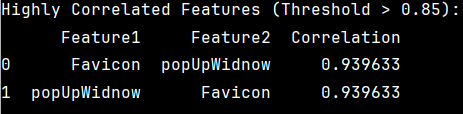 Highly Correlated Features (Threshold > 0.85):
Feature1 Feature2 Correlation
0 Favicon popUpWidnow 0.939633
1 popUpWidnow Favicon 0.939633